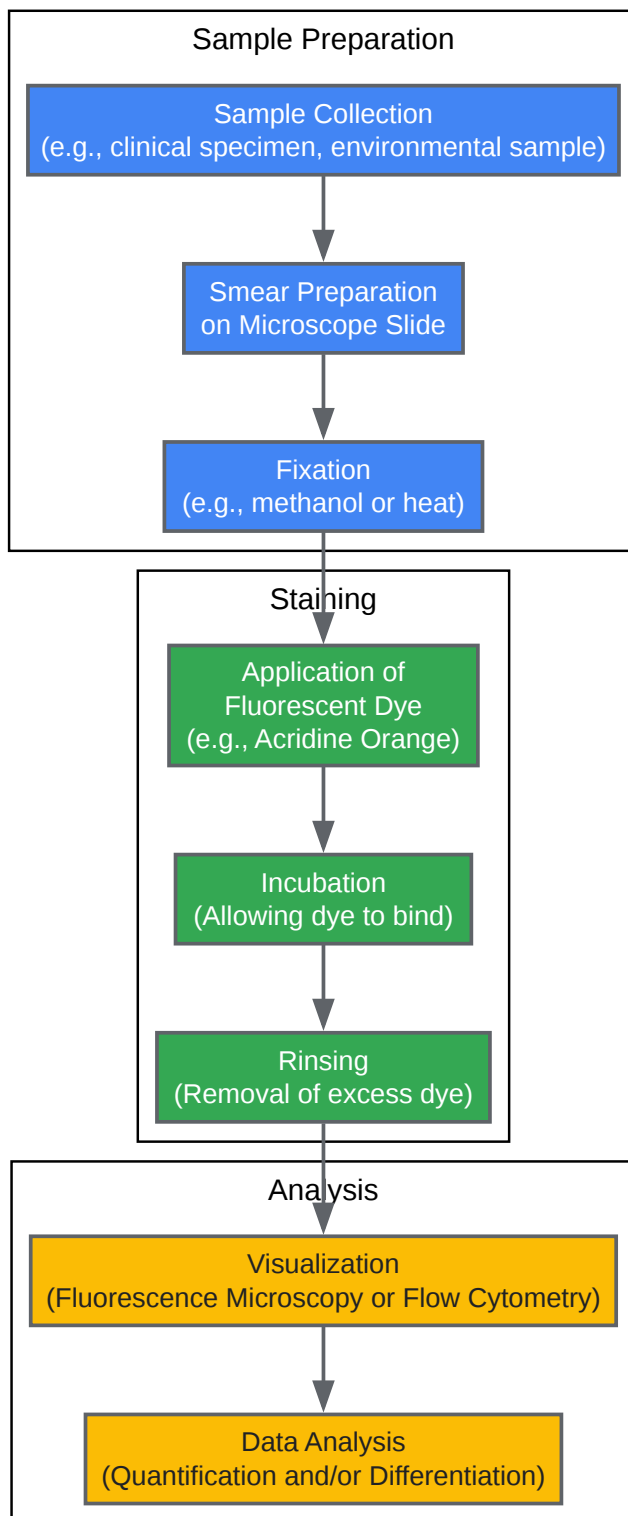 Sample Preparation
Sample Collection
(e.g., clinical specimen, environmental sample)
Smear Preparation
on Microscope Slide
Fixation
(e.g., methanol or heat)
Staining
Application of
Fluorescent Dye
(e.g., Acridine Orange)
Incubation
(Allowing dye to bind)
Rinsing
(Removal of excess dye)
Analysis
Visualization
(Fluorescence Microscopy or Flow Cytometry)
Data Analysis
(Quantification and/or Differentiation)